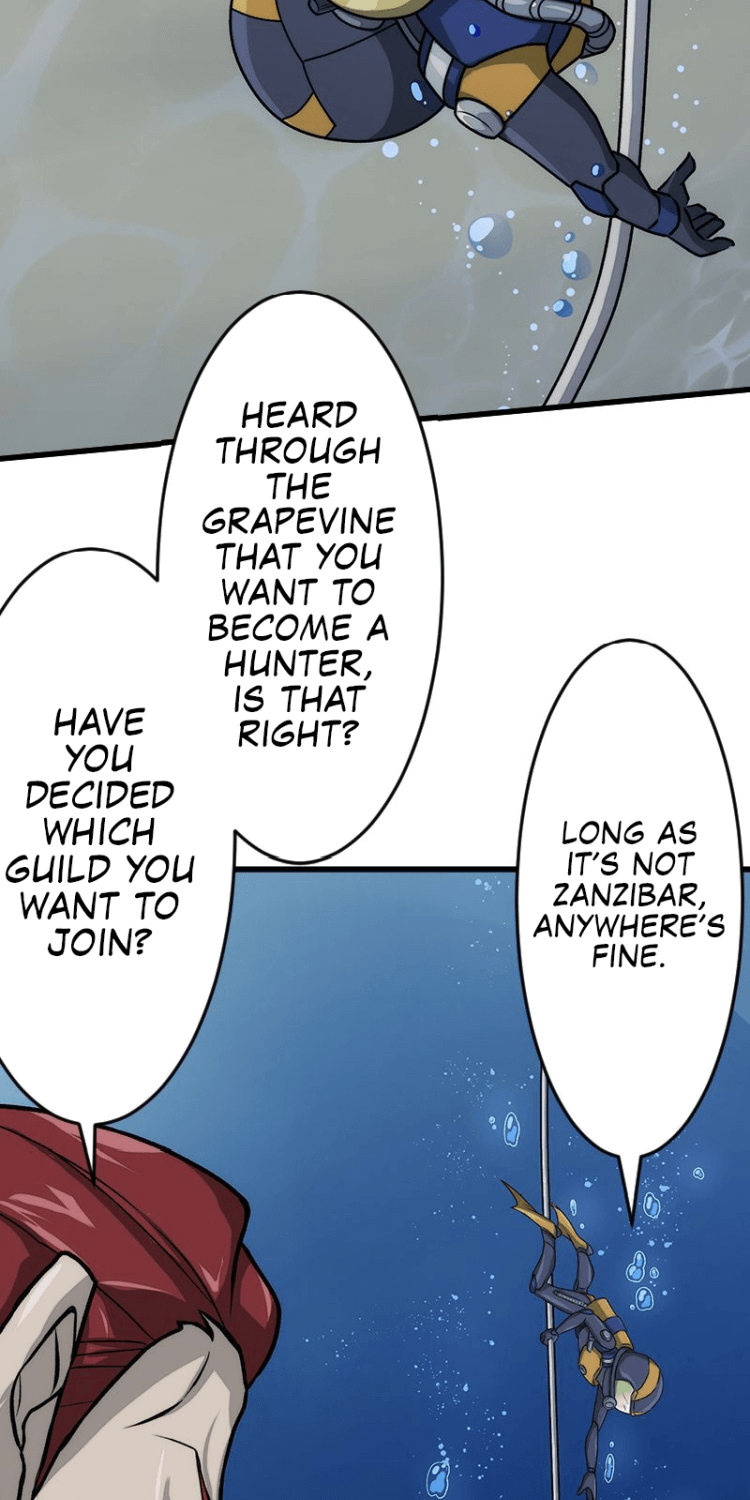 HEARD
THROUGH
THE
GRAPEVINE
THAT YOU
WANT TO
BECOME A
HUNTER,
IS THAT
RIGHT?
HAVE
YOU
DECIDED
WHICH
GUILD YOU
WANT TO
JOIN?
LONG AS
IT'S NOT
ZANZIBAR,
ANYWHERE'S
FINE.